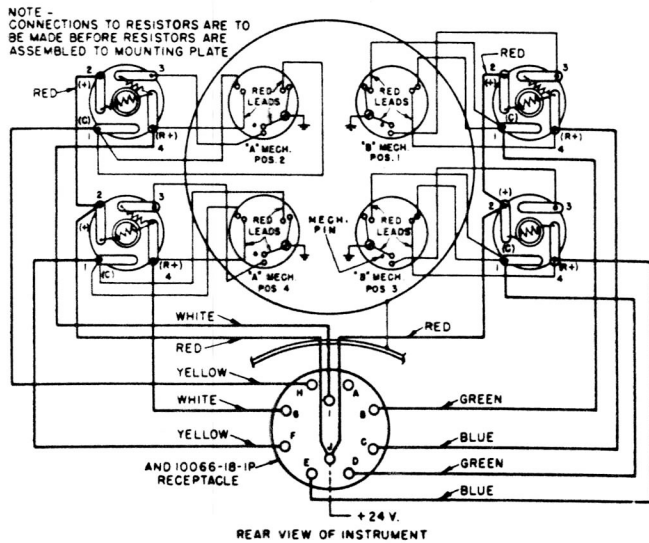 NOTE -
CONNECTIONS TO RESISTORS ARE TO
BE MADE BEFORE RESISTORS ARE
ASSEMBLED TO MOUNTING PLATE
RED
2
3
(+)
(C)
1
(R+)
4
RED
LEADS
"A" MECH.
POS. 2
RED
LEADS
"B" MECH.
POS. 1
RED
2
3
(+)
(C)
1
(R+)
4
2
3
(+)
1
(C)
(R+)
4
RED
LEADS
"A" MECH.
POS 4
MECH.
PIN
RED
LEADS
"B" MECH
POS 3
2
(+)
3
(C)
1
(R+)
4
WHITE
RED
RED
YELLOW
WHITE
YELLOW
H
A
I
G
B
F
C
J
E
D
GREEN
BLUE
GREEN
BLUE
AND 10066-18-1P
RECEPTACLE
+ 24 V.
REAR VIEW OF INSTRUMENT